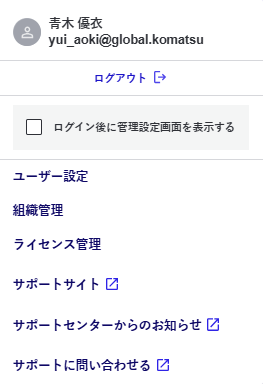 青木 優衣
yui_aoki@global.komatsu
ログアウト
ログイン後に管理設定画面を表示する
ユーザー設定
組織管理
ライセンス管理
サポートサイト
サポートセンターからのお知らせ
サポートに問い合わせる